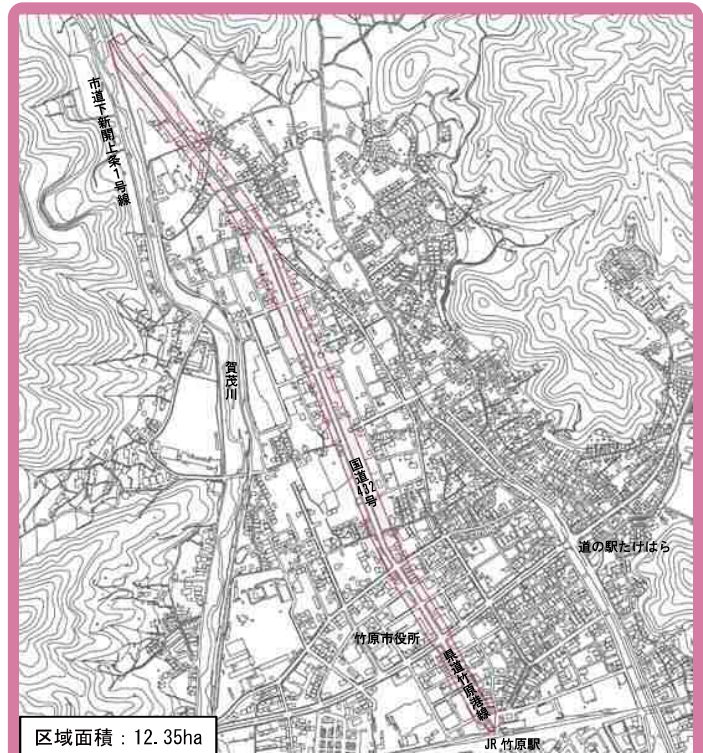 市道下新開上条1号線
賀茂川
国道432号
道の駅たけはら
竹原市役所
県道竹原港線
区域面積：12.35ha
JR竹原駅